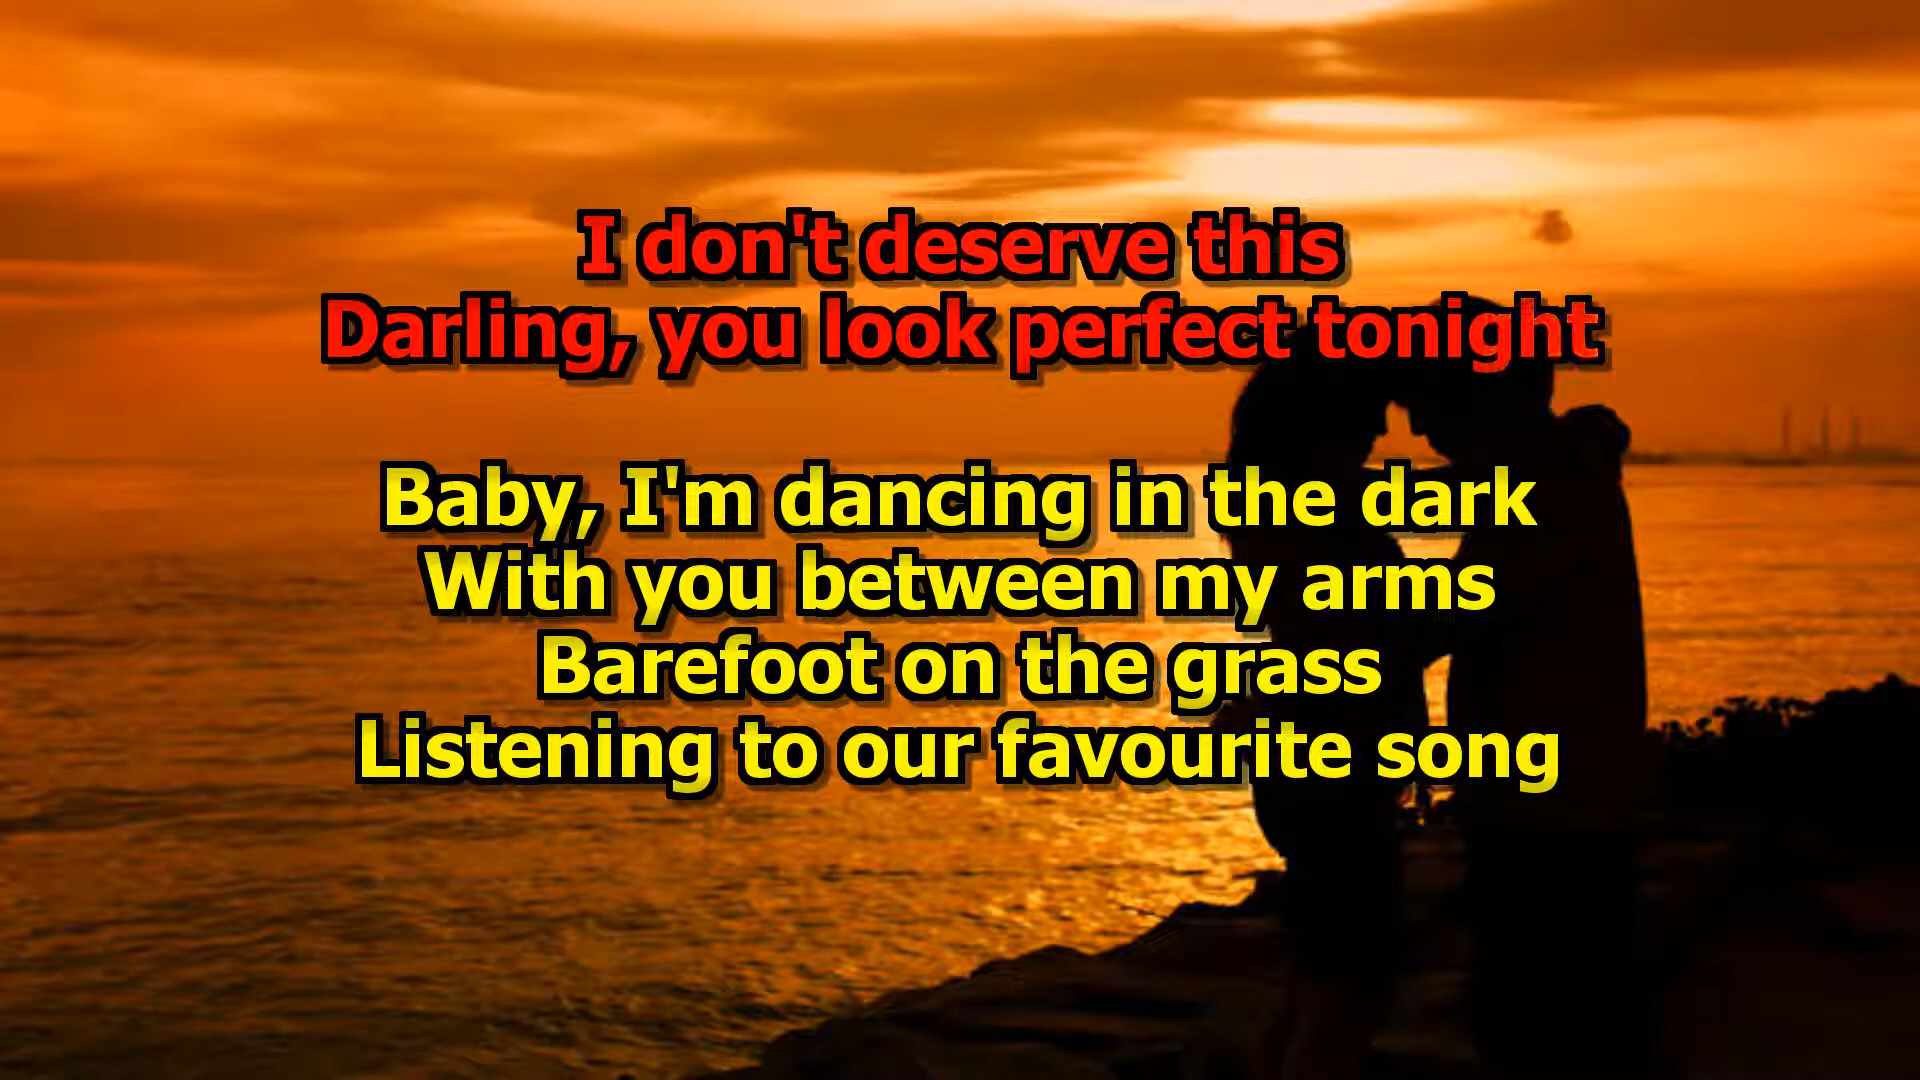 I don't deserve this
Darling, you look perfect tonight
Baby, I'm dancing in the dark
With you between my arms
Barefoot on the grass
Listening to our favourite song